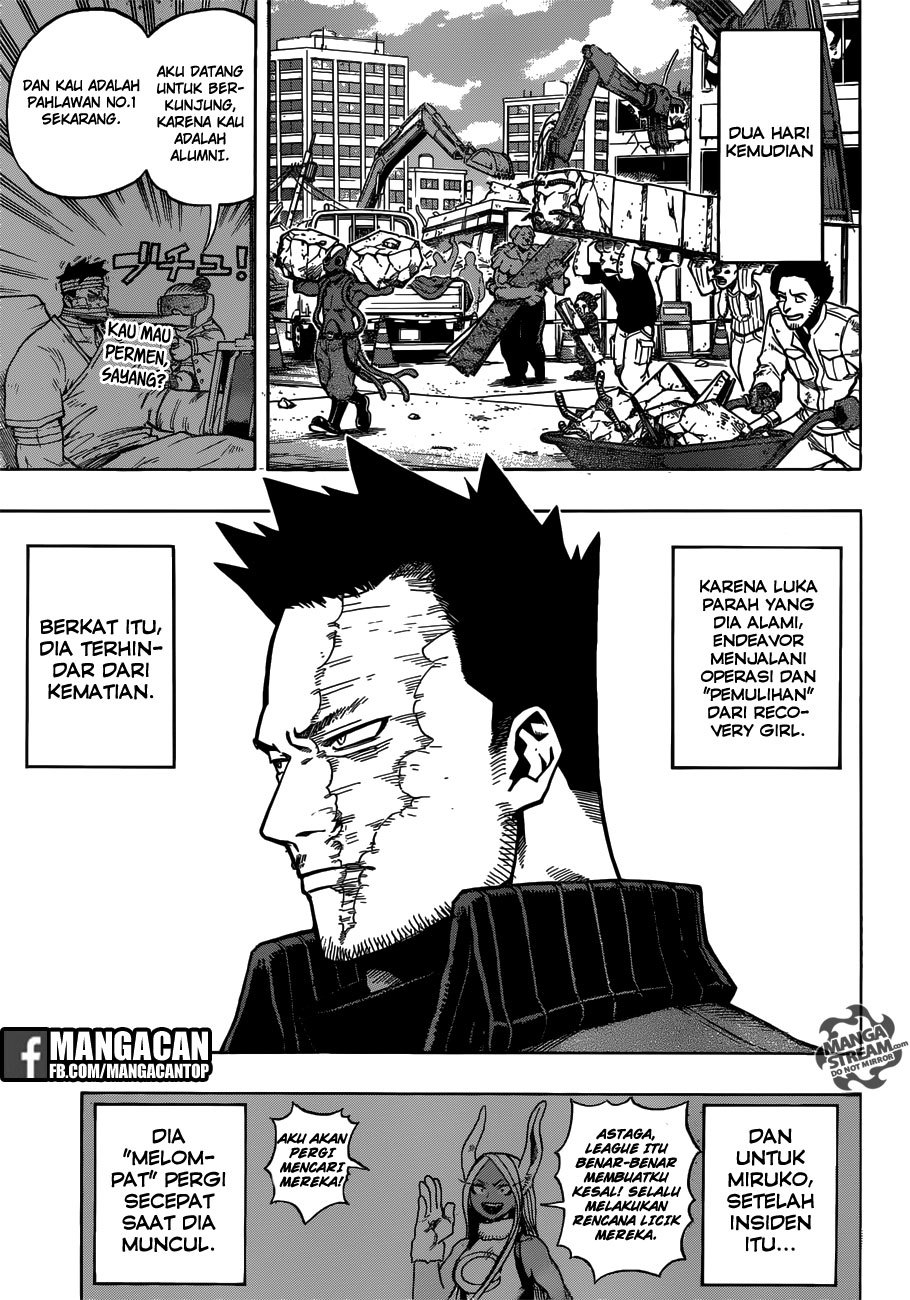 DUA HARI
KEMUDIAN
AKU DATANG
UNTUK BER-
KUNJUNG,
KARENA KAU
ADALAH
ALUMNI.
DAN KAU ADALAH
PAHLAWAN NO.1
SEKARANG.
ブチュ!
KAU MAU
PERMEN,
SAYANG?
KARENA LUKA
PARAH YANG
DIA ALAMI,
ENDEAVOR
MENJALANI
OPERASI DAN
"PEMULIHAN"
DARI RECO-
VERY GIRL.
BERKAT ITU,
DIA TERHIN-
DAR DARI
KEMATIAN.
f MANGACAN
FB.COM/MANGACANTOP
MANGA
STREAM.com
DO NOT MIRROR
DAN
UNTUK
MIRUKO,
SETELAH
INSIDEN
ITU...
ASTAGA,
LEAGUE ITU
BENAR-BENAR
MEMBUATKU
KESAL! SELALU
MELAKUKAN
RENCANA LICIK
MEREKA.
AKU AKAN
PERGI
MENCARI
MEREKA!
DIA
"MELOM-
PAT" PERGI
SECEPAT
SAAT DIA
MUNCUL.